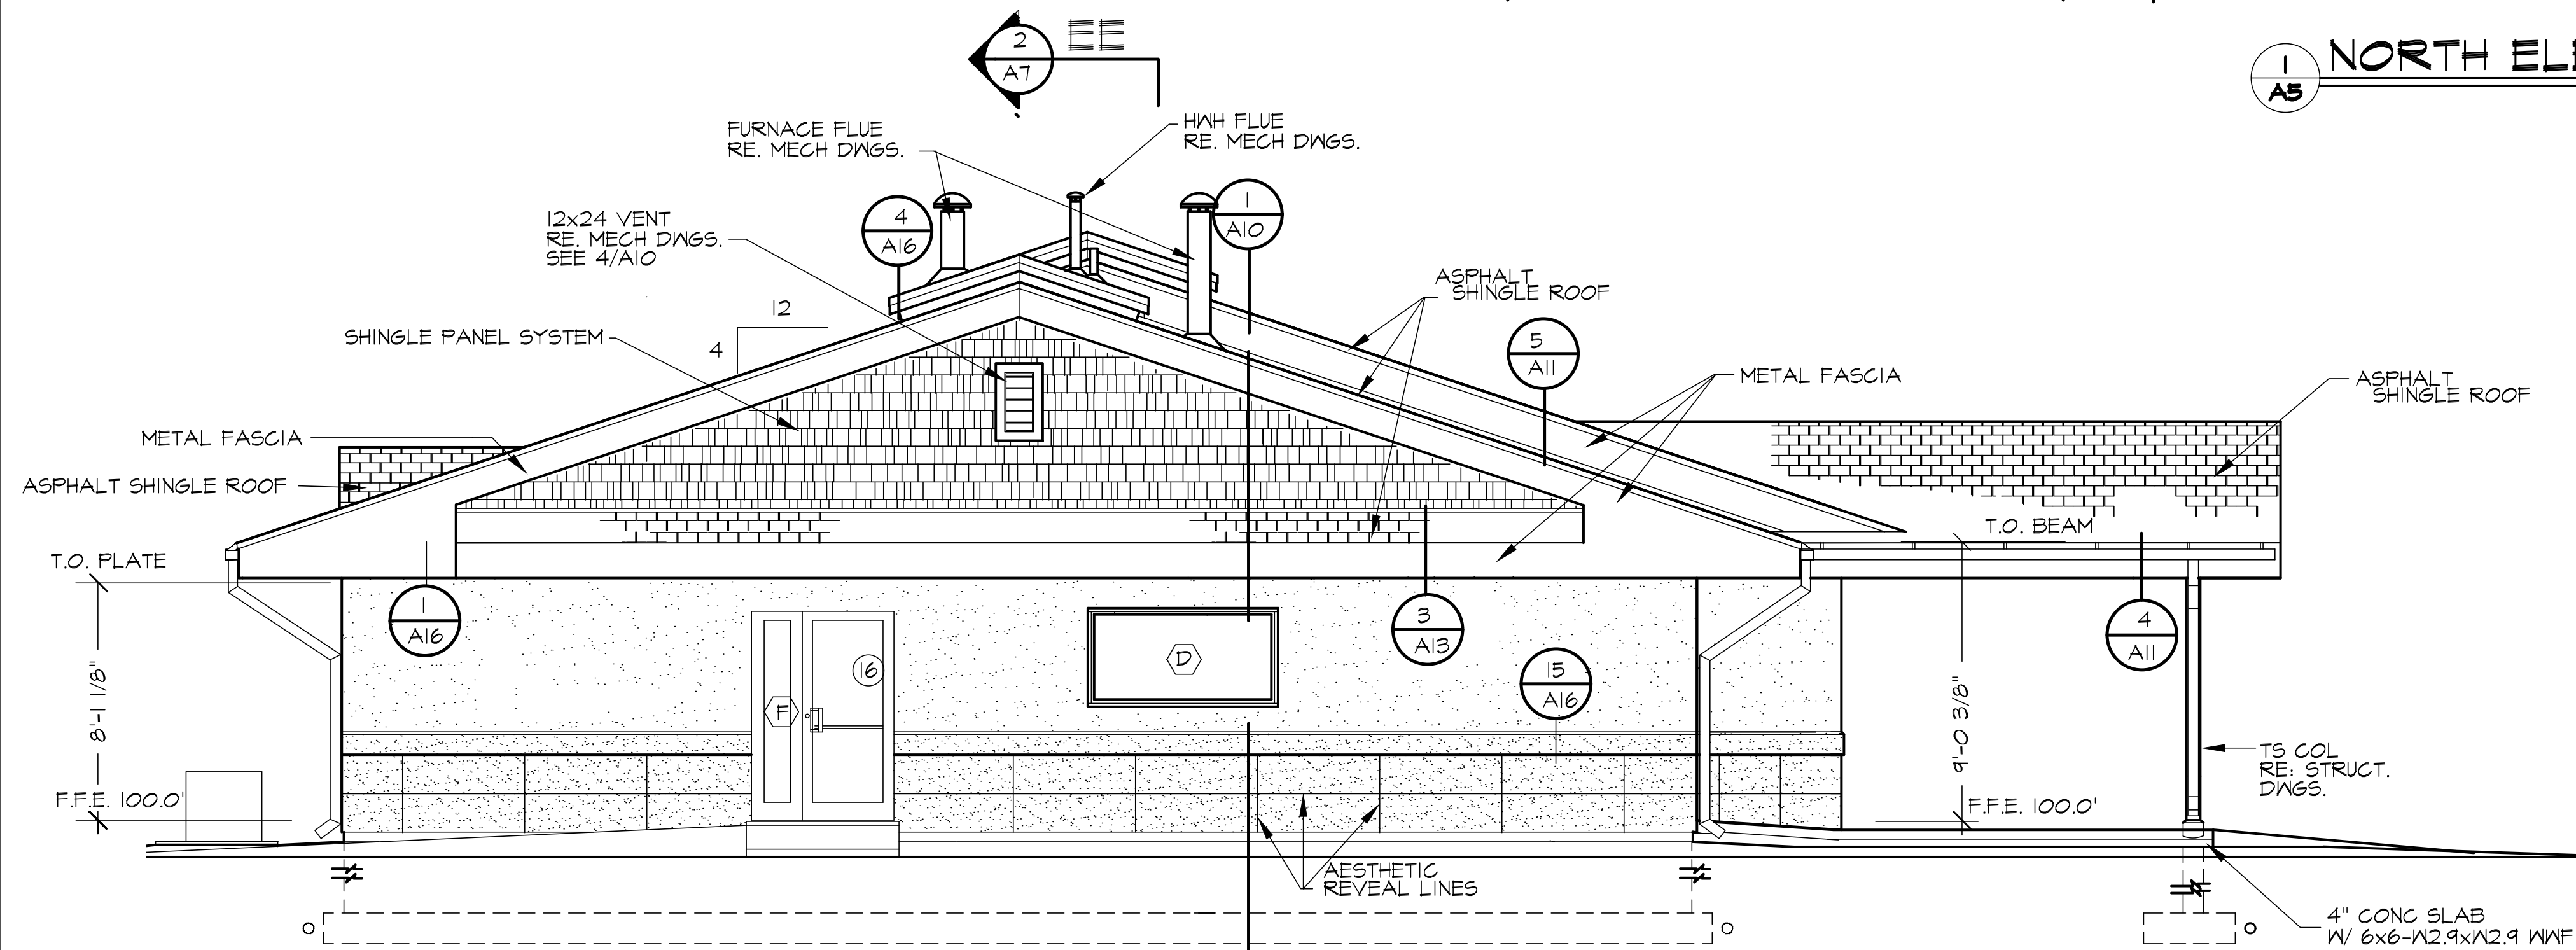 2
A7
1
A5
FURNACE FLUE
RE. MECH DWGS.
HWH FLUE
RE. MECH DWGS.
12x24 VENT
RE. MECH DWGS.
SEE 4/A10
4
A16
1
A10
ASPHALT
SHINGLE ROOF
12
4
SHINGLE PANEL SYSTEM
5
A11
METAL FASCIA
ASPHALT
SHINGLE ROOF
METAL FASCIA
ASPHALT SHINGLE ROOF
T.O. BEAM
T.O. PLATE
1
A16
3
A13
4
A11
16
D
F
15
A16
8'-1 1/8"
9'-0 3/8"
TS COL
RE: STRUCT.
DWGS.
F.F.E. 100.0'
F.F.E. 100.0'
AESTHETIC
REVEAL LINES
4" CONC SLAB
W/ 6x6-W2.9xW2.9 WWF
NORTH